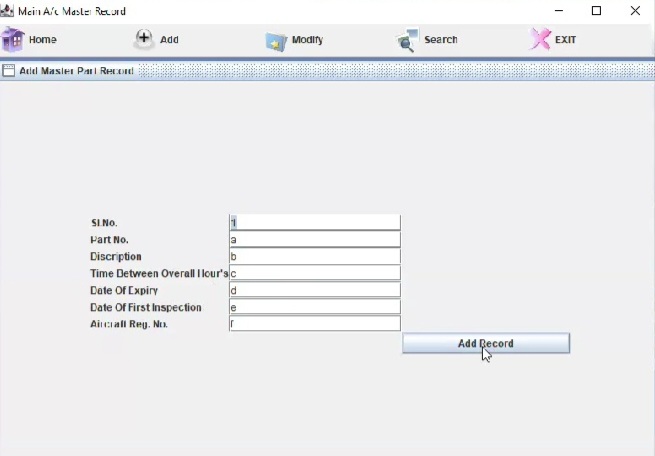 Main A/c Master Record
Home Add Modify Search EXIT
Add Master Part Record
Sl.No. 1
Part No. a
Discription b
Time Between Overall Hour's c
Date Of Expiry d
Date Of First Inspection e
Aircraft Reg. No. f
Add Record